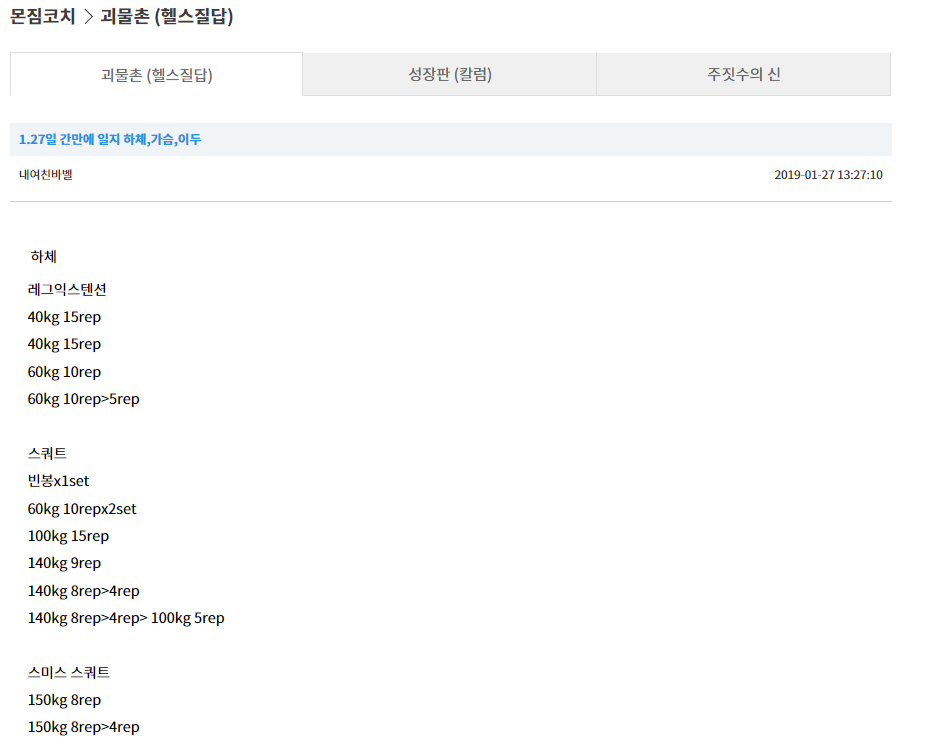 몬짐코치 > 괴물촌 (헬스질답)
괴물촌 (헬스질답) 성장판 (칼럼) 주짓수의 신
1.27일 간만에 일지 하체,가슴,이두
내여친바벨 2019-01-27 13:27:10
하체
레그익스텐션
40kg 15rep
40kg 15rep
60kg 10rep
60kg 10rep>5rep
스쿼트
빈봉x1set
60kg 10repx2set
100kg 15rep
140kg 9rep
140kg 8rep>4rep
140kg 8rep>4rep> 100kg 5rep
스미스 스쿼트
150kg 8rep
150kg 8rep>4rep